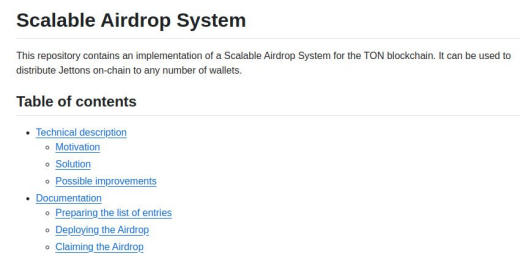 Scalable Airdrop System
This repository contains an implementation of a Scalable Airdrop System for the TON blockchain. It can be used to
distribute Jettons on-chain to any number of wallets.
Table of contents
Technical description
Motivation
Solution
Possible improvements
Documentation
Preparing the list of entries
Deploying the Airdrop
Claiming the Airdrop